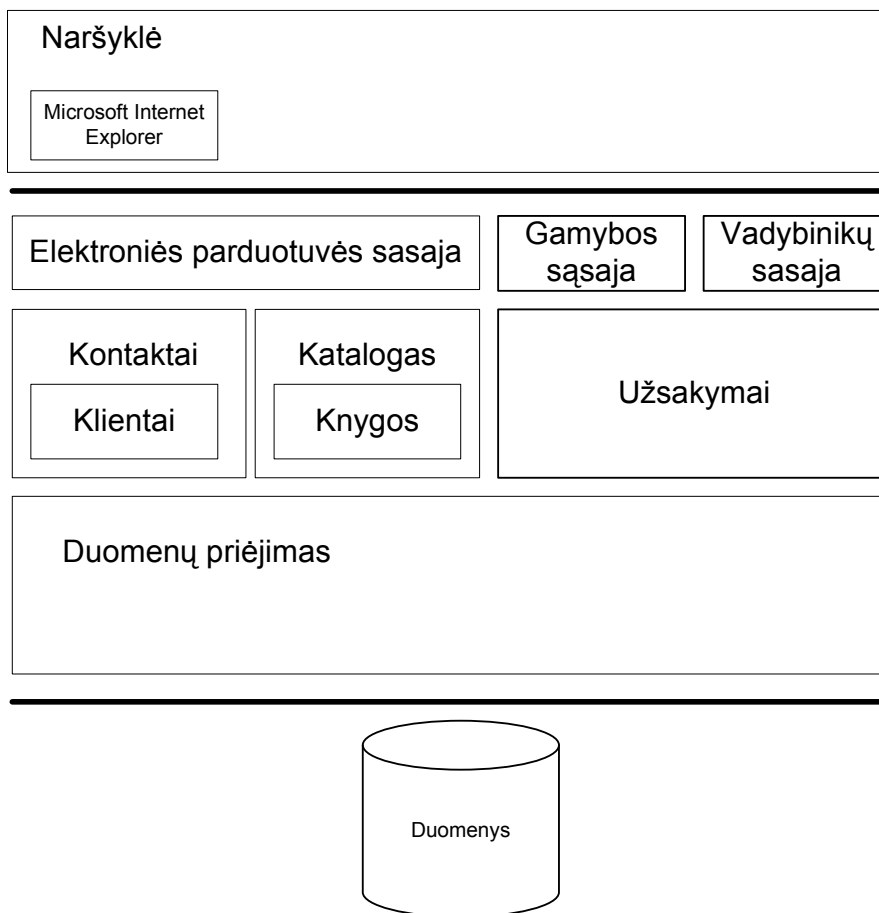 Naršyklė
Microsoft Internet
Explorer
Elektroniės parduotuvės sasaja
Gamybos
sąsaja
Vadybinikų
sasaja
Kontaktai
Klientai
Katalogas
Knygos
Užsakymai
Duomenų priėjimas
Duomenys